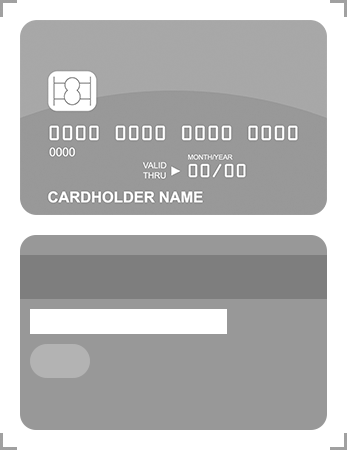 0000 0000 0000 0000
0000
MONTH/YEAR
VALID
THRU ▶ 00/00
CARDHOLDER NAME